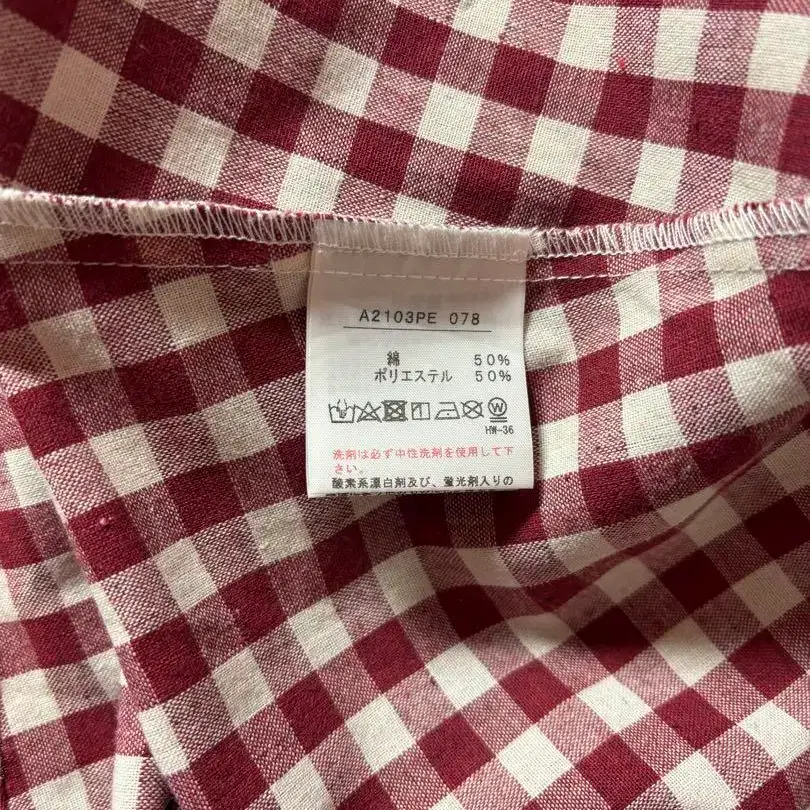 A2103PE 078
綿 50%
ポリエステル 50%
HW-36
洗剤は必ず中性洗剤を使用して下
さい。
酸素系漂白剤及び、蛍光剤入りの